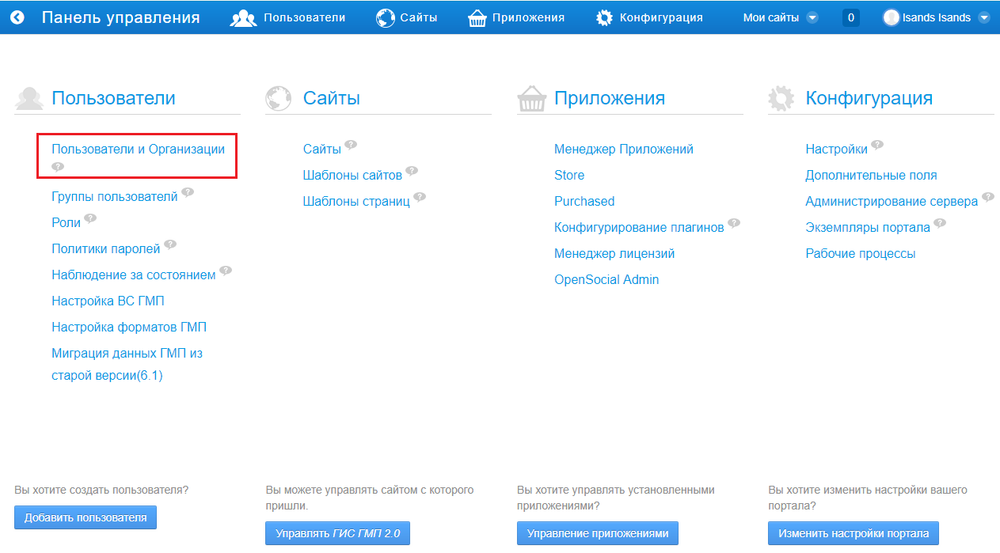 Панель управления Пользователи Сайты Приложения Конфигурация Мои сайты 0 Isands Isands
Пользователи
Пользователи и Организации
Группы пользователей
Роли
Политики паролей
Наблюдение за состоянием
Настройка ВС ГМП
Настройка форматов ГМП
Миграция данных ГМП из
старой версии(6.1)
Вы хотите создать пользователя?
Добавить пользователя
Сайты
Сайты
Шаблоны сайтов
Шаблоны страниц
Вы можете управлять сайтом с которого
пришли.
Управлять ГИС ГМП 2.0
Приложения
Менеджер Приложений
Store
Purchased
Конфигурирование плагинов
Менеджер лицензий
OpenSocial Admin
Вы хотите управлять установленными
приложениями?
Управление приложениями
Конфигурация
Настройки
Дополнительные поля
Администрирование сервера
Экземпляры портала
Рабочие процессы
Вы хотите изменить настройки вашего
портала?
Изменить настройки портала